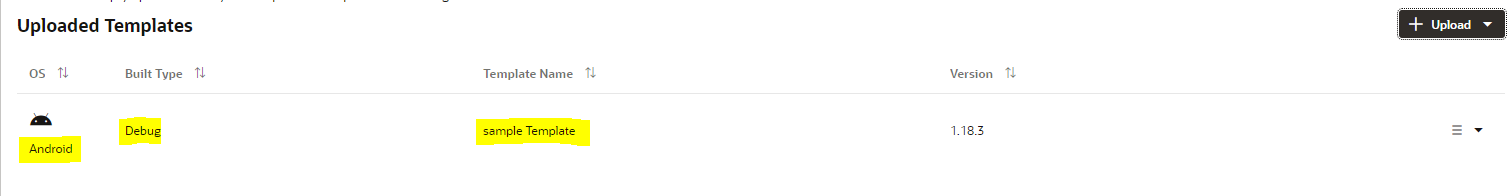 Uploaded Templates
Upload
OS Built Type Template Name Version
Android Debug sample Template 1.18.3